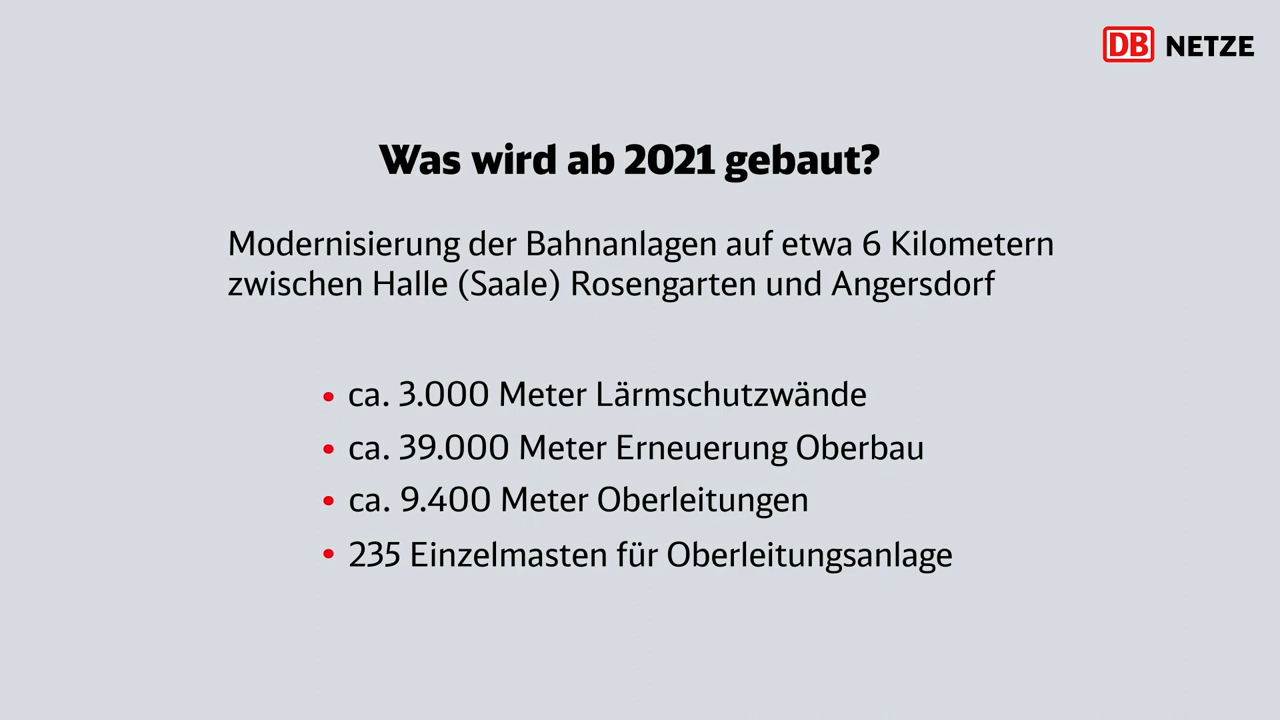 DB NETZE
Was wird ab 2021 gebaut?
Modernisierung der Bahnanlagen auf etwa 6 Kilometern
zwischen Halle (Saale) Rosengarten und Angersdorf
• ca. 3.000 Meter Lärmschutzwände
• ca. 39.000 Meter Erneuerung Oberbau
• ca. 9.400 Meter Oberleitungen
• 235 Einzelmasten für Oberleitungsanlage